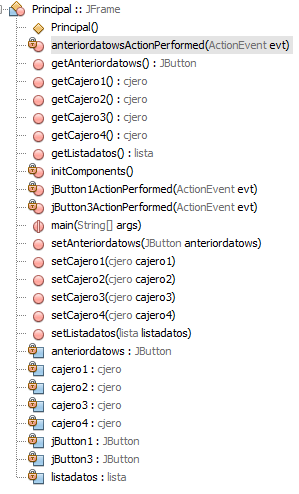 Principal :: JFrame
Principal()
anteriordatowsActionPerformed(ActionEvent evt)
getAnteriordatows() : JButton
getCajero1() : cjero
getCajero2() : cjero
getCajero3() : cjero
getCajero4() : cjero
getListadatos() : lista
initComponents()
jButton1ActionPerformed(ActionEvent evt)
jButton3ActionPerformed(ActionEvent evt)
main(String[] args)
setAnteriordatows(JButton anteriordatows)
setCajero1(cjero cajero1)
setCajero2(cjero cajero2)
setCajero3(cjero cajero3)
setCajero4(cjero cajero4)
setListadatos(lista listadatos)
anteriordatows : JButton
cajero1 : cjero
cajero2 : cjero
cajero3 : cjero
cajero4 : cjero
jButton1 : JButton
jButton3 : JButton
listadatos : lista